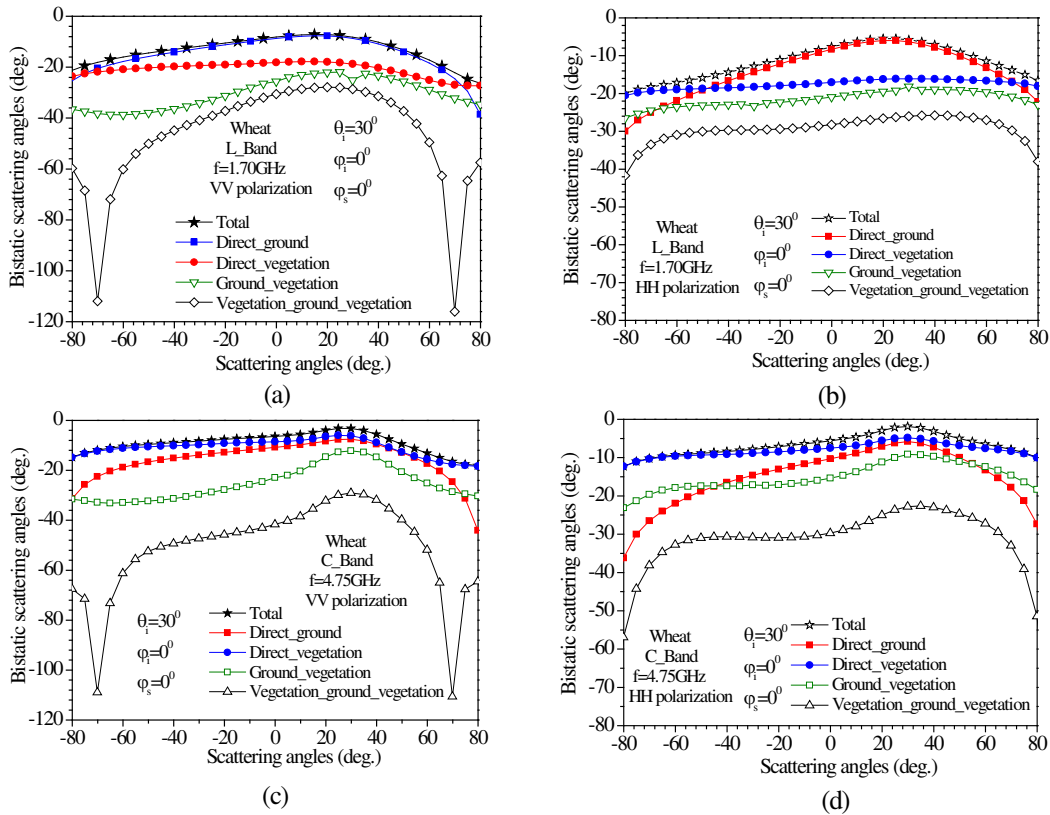 0
-20
-40
-60
-80
-100
-120
Bistatic scattering angles (deg.)
Wheat
L_Band
f=1.70GHz
VV polarization
θi=30⁰
φi=0⁰
φs=0⁰
Total
Direct_ground
Direct_vegetation
Ground_vegetation
Vegetation_ground_vegetation
-80 -60 -40 -20 0 20 40 60 80
Scattering angles (deg.)
(a)
0
-10
-20
-30
-40
-50
-60
-70
-80
Bistatic scattering angles (deg.)
Wheat
L_Band
f=1.70GHz
HH polarization
θi=30⁰
φi=0⁰
φs=0⁰
Total
Direct_ground
Direct_vegetation
Ground_vegetation
Vegetation_ground_vegetation
-80 -60 -40 -20 0 20 40 60 80
Scattering angles (deg.)
(b)
0
-20
-40
-60
-80
-100
-120
Bistatic scattering angles (deg.)
Wheat
C_Band
f=4.75GHz
VV polarization
θi=30⁰
φi=0⁰
φs=0⁰
Total
Direct_ground
Direct_vegetation
Ground_vegetation
Vegetation_ground_vegetation
-80 -60 -40 -20 0 20 40 60 80
Scattering angles (deg.)
(c)
0
-10
-20
-30
-40
-50
-60
-70
-80
Bistatic scattering angles (deg.)
Wheat
C_Band
f=4.75GHz
HH polarization
θi=30⁰
φi=0⁰
φs=0⁰
Total
Direct_ground
Direct_vegetation
Ground_vegetation
Vegetation_ground_vegetation
-80 -60 -40 -20 0 20 40 60 80
Scattering angles (deg.)
(d)